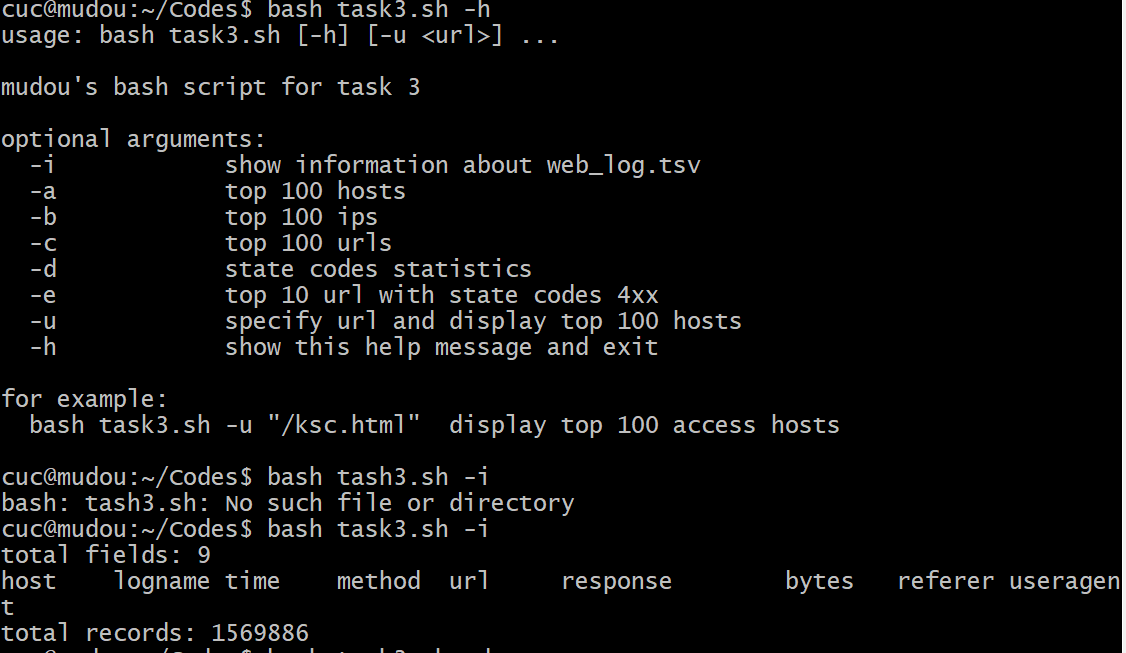 cuc@mudou:~/Codes$ bash task3.sh -h
usage: bash task3.sh [-h] [-u <url>] ...
mudou's bash script for task 3
optional arguments:
  -i            show information about web_log.tsv
  -a            top 100 hosts
  -b            top 100 ips
  -c            top 100 urls
  -d            state codes statistics
  -e            top 10 url with state codes 4xx
  -u            specify url and display top 100 hosts
  -h            show this help message and exit
for example:
  bash task3.sh -u "/ksc.html"  display top 100 access hosts
cuc@mudou:~/Codes$ bash tash3.sh -i
bash: tash3.sh: No such file or directory
cuc@mudou:~/Codes$ bash task3.sh -i
total fields: 9
host    logname time    method  url     response        bytes   referer useragen
t
total records: 1569886